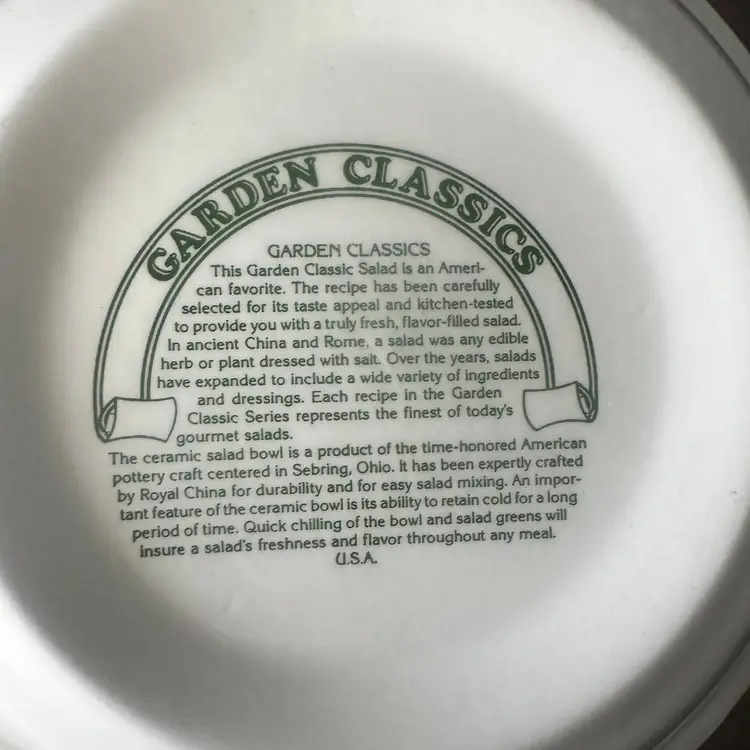 GARDEN CLASSICS
GARDEN CLASSICS
This Garden Classic Salad is an Ameri-
can favorite. The recipe has been carefully
selected for its taste appeal and kitchen-tested
to provide you with a truly fresh, flavor-filled salad.
In ancient China and Rome, a salad was any edible
herb or plant dressed with salt. Over the years, salads
have expanded to include a wide variety of ingredients
and dressings. Each recipe in the Garden
Classic Series represents the finest of today's
gourmet salads.
The ceramic salad bowl is a product of the time-honored American
pottery craft centered in Sebring, Ohio. It has been expertly crafted
by Royal China for durability and for easy salad mixing. An impor-
tant feature of the ceramic bowl is its ability to retain cold for a long
period of time. Quick chilling of the bowl and salad greens will
insure a salad's freshness and flavor throughout any meal.
U.S.A.